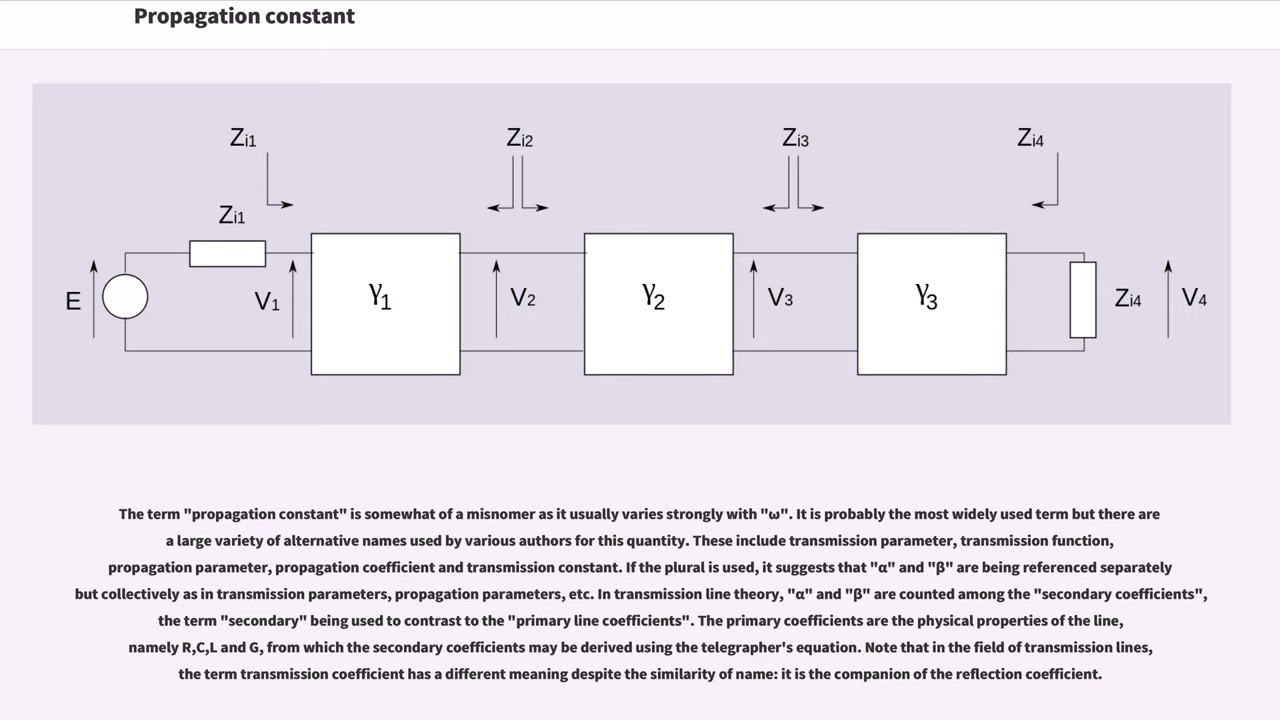 Propagation constant
Zi1
Zi2
Zi3
Zi4
Zi1
E
V1
γ1
V2
γ2
V3
γ3
Zi4
V4
The term "propagation constant" is somewhat of a misnomer as it usually varies strongly with "ω". It is probably the most widely used term but there are
a large variety of alternative names used by various authors for this quantity. These include transmission parameter, transmission function,
propagation parameter, propagation coefficient and transmission constant. If the plural is used, it suggests that "α" and "β" are being referenced separately
but collectively as in transmission parameters, propagation parameters, etc. In transmission line theory, "α" and "β" are counted among the "secondary coefficients",
the term "secondary" being used to contrast to the "primary line coefficients". The primary coefficients are the physical properties of the line,
namely R,C,L and G, from which the secondary coefficients may be derived using the telegrapher's equation. Note that in the field of transmission lines,
the term transmission coefficient has a different meaning despite the similarity of name: it is the companion of the reflection coefficient.